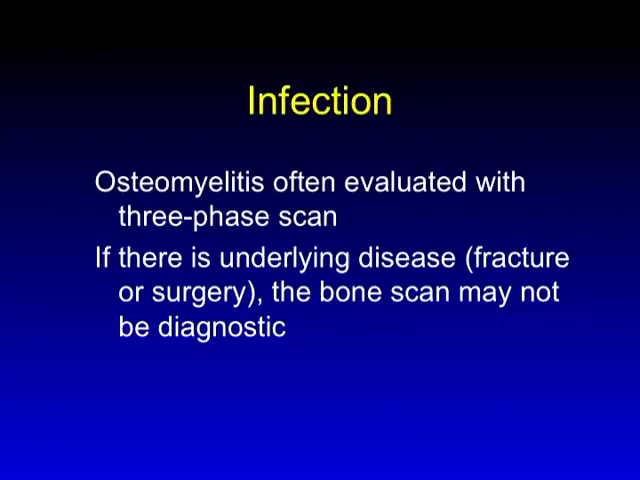 Infection
Osteomyelitis often evaluated with
three-phase scan
If there is underlying disease (fracture
or surgery), the bone scan may not
be diagnostic